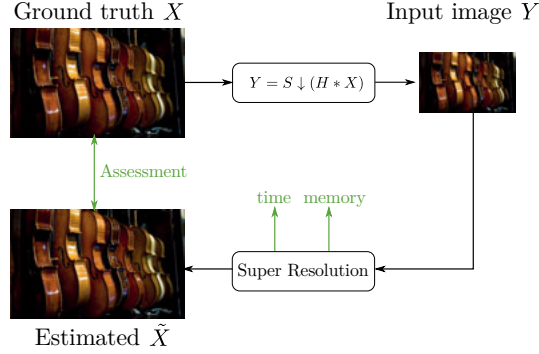 Ground truth X
Input image Y
Y = S ↓ (H * X)
Assessment
time memory
Super Resolution
Estimated X̃